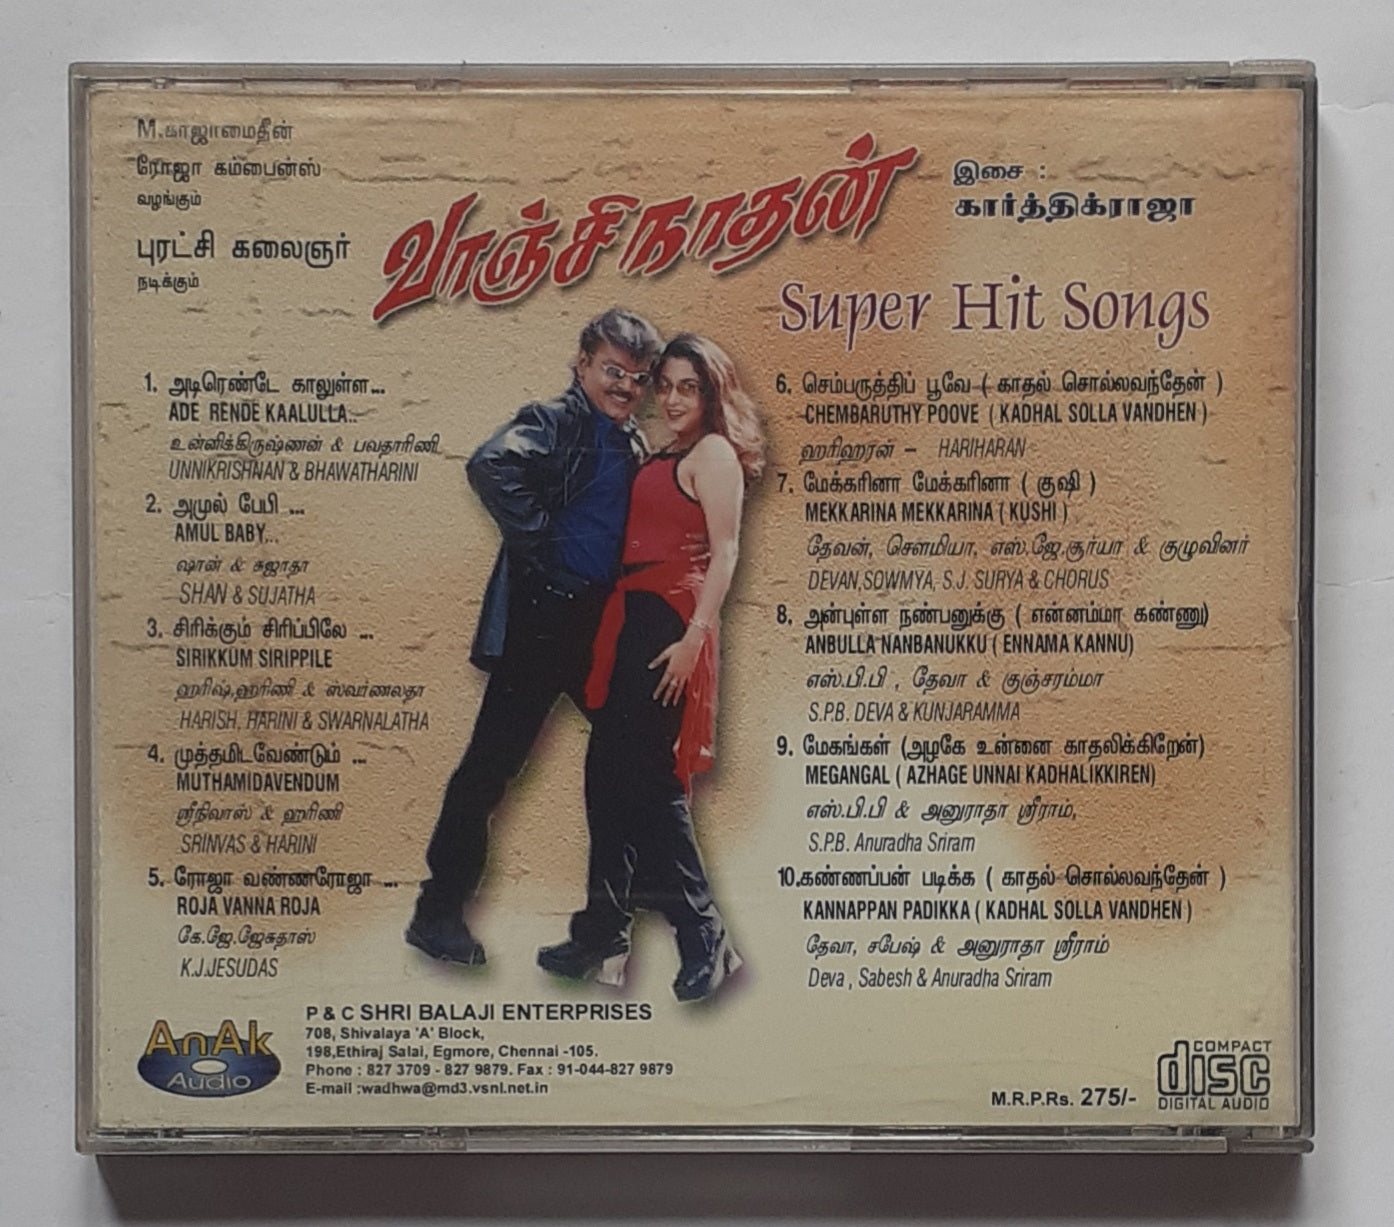 M.காஜாமைதீன்
ரோஜா கம்பைன்ஸ்
வழங்கும்
புரட்சி கலைஞர்
நடிக்கும்
வாஞ்சிநாதன்
இசை :
கார்த்திக்ராஜா
Super Hit Songs
1. அடிரெண்டே காலுள்ள...
ADE RENDE KAALULLA..
உன்னிக்கிருஷ்ணன் & பவதாரிணி
UNNIKRISHNAN & BHAWATHARINI
2. அமுல் பேபி ...
AMUL BABY...
ஷான் & சுஜாதா
SHAN & SUJATHA
3. சிரிக்கும் சிரிப்பிலே ...
SIRIKKUM SIRIPPILE
ஹரிஷ்,ஹரிணி & ஸ்வர்ணலதா
HARISH, HARINI & SWARNALATHA
4. முத்தமிடவேண்டும் ...
MUTHAMIDAVENDUM
ஸ்ரீநிவாஸ் & ஹரிணி
SRINVAS & HARINI
5. ரோஜா வண்ணரோஜா ...
ROJA VANNA ROJA
கே.ஜே.ஜேசுதாஸ்
K.J.JESUDAS
6. செம்பருத்திப் பூவே ( காதல் சொல்லவந்தேன் )
CHEMBARUTHY POOVE ( KADHAL SOLLA VANDHEN )
ஹரிஹரன் – HARIHARAN
7. மேக்கரினா மேக்கரினா ( குஷி )
MEKKARINA MEKKARINA ( KUSHI )
தேவன், சௌமியா, எஸ்.ஜே.சூர்யா & குழுவினர்
DEVAN,SOWMYA, S.J. SURYA & CHORUS
8. அன்புள்ள நண்பனுக்கு ( என்னம்மா கண்ணு)
ANBULLA NANBANUKKU ( ENNAMA KANNU)
எஸ்.பி.பி , தேவா & குஞ்சரம்மா
S.P.B. DEVA & KUNJARAMMA
9. மேகங்கள் (அழகே உன்னை காதலிக்கிறேன்)
MEGANGAL ( AZHAGE UNNAI KADHALIKKIREN)
எஸ்.பி.பி & அனுராதா ஸ்ரீராம்,
S.P.B. Anuradha Sriram
10.கண்ணப்பன் படிக்க ( காதல் சொல்லவந்தேன் )
KANNAPPAN PADIKKA ( KADHAL SOLLA VANDHEN )
தேவா, சபேஷ் & அனுராதா ஸ்ரீராம்
Deva , Sabesh & Anuradha Sriram
AnAk
Audio
P & C SHRI BALAJI ENTERPRISES
708, Shivalaya 'A' Block,
198,Ethiraj Salai, Egmore, Chennai -105.
Phone : 827 3709 - 827 9879. Fax : 91-044-827 9879
E-mail :wadhwa@md3.vsnl.net.in
M.R.P.Rs. 275/-
COMPACT
disc
DIGITAL AUDIO